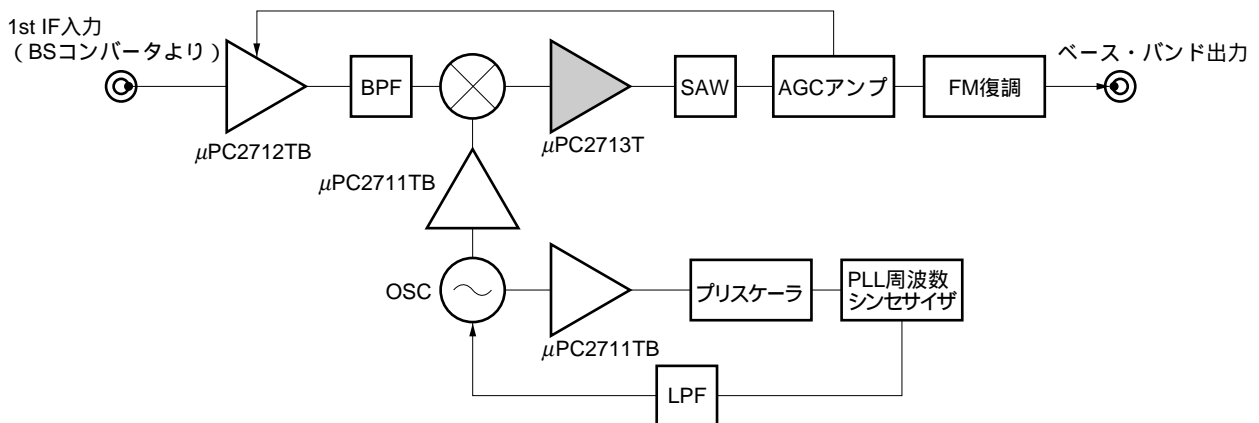 1st IF入力
（BSコンバータより）
ベース・バンド出力
BPF
SAW
AGCアンプ
FM復調
μPC2712TB
μPC2713T
μPC2711TB
OSC
プリスケーラ
PLL周波数
シンセサイザ
μPC2711TB
LPF